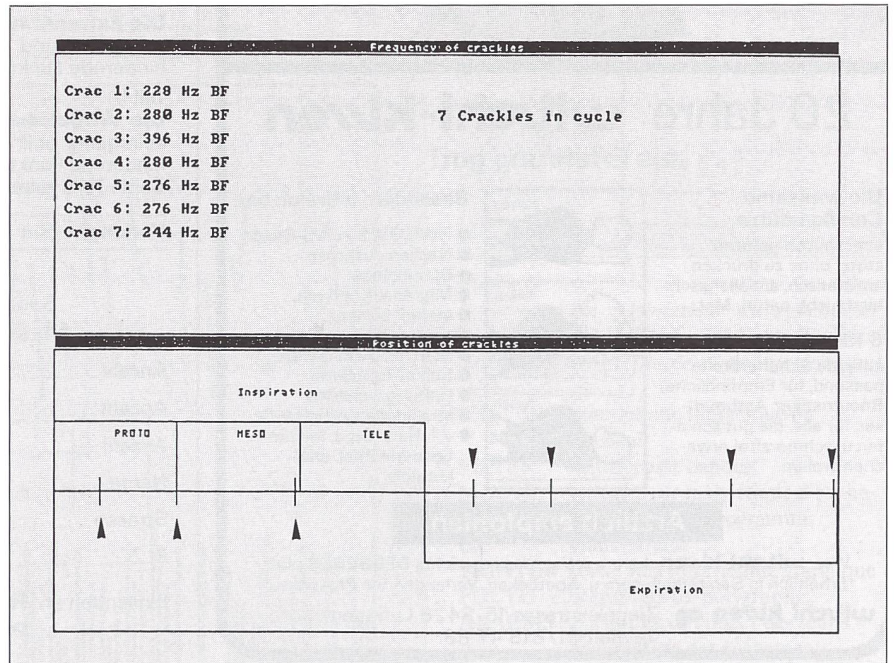 Frequency of crackles
Crac 1: 228 Hz BF
Crac 2: 280 Hz BF
7 Crackles in cycle
Crac 3: 396 Hz BF
Crac 4: 280 Hz BF
Crac 5: 276 Hz BF
Crac 6: 276 Hz BF
Crac 7: 244 Hz BF
Position of crackles
Inspiration
PROTO MESO TELE
Expiration